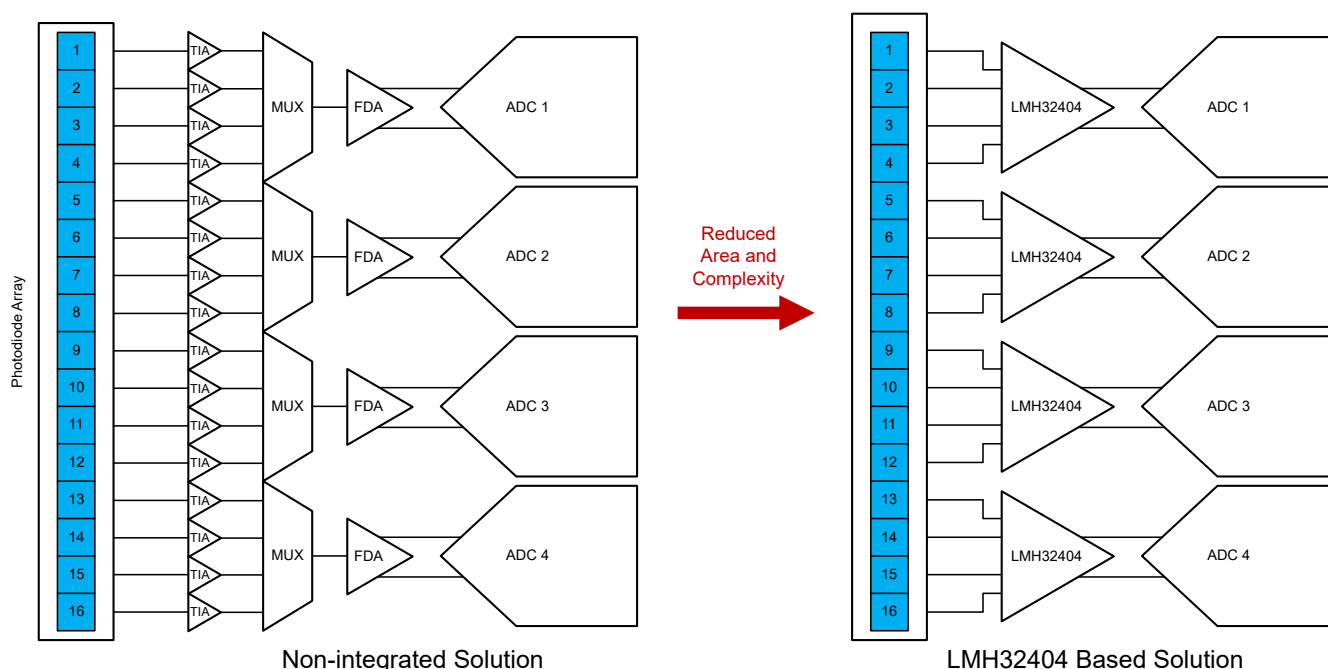 Photodiode Array
1
TIA
2
TIA
3
TIA
4
TIA
MUX
FDA
ADC 1
5
TIA
6
TIA
7
TIA
8
TIA
MUX
FDA
ADC 2
9
TIA
10
TIA
11
TIA
12
TIA
MUX
FDA
ADC 3
13
TIA
14
TIA
15
TIA
16
TIA
MUX
FDA
ADC 4
Non-integrated Solution
Reduced
Area and
Complexity
1
2
3
4
LMH32404
ADC 1
5
6
7
8
LMH32404
ADC 2
9
10
11
12
LMH32404
ADC 3
13
14
15
16
LMH32404
ADC 4
LMH32404 Based Solution